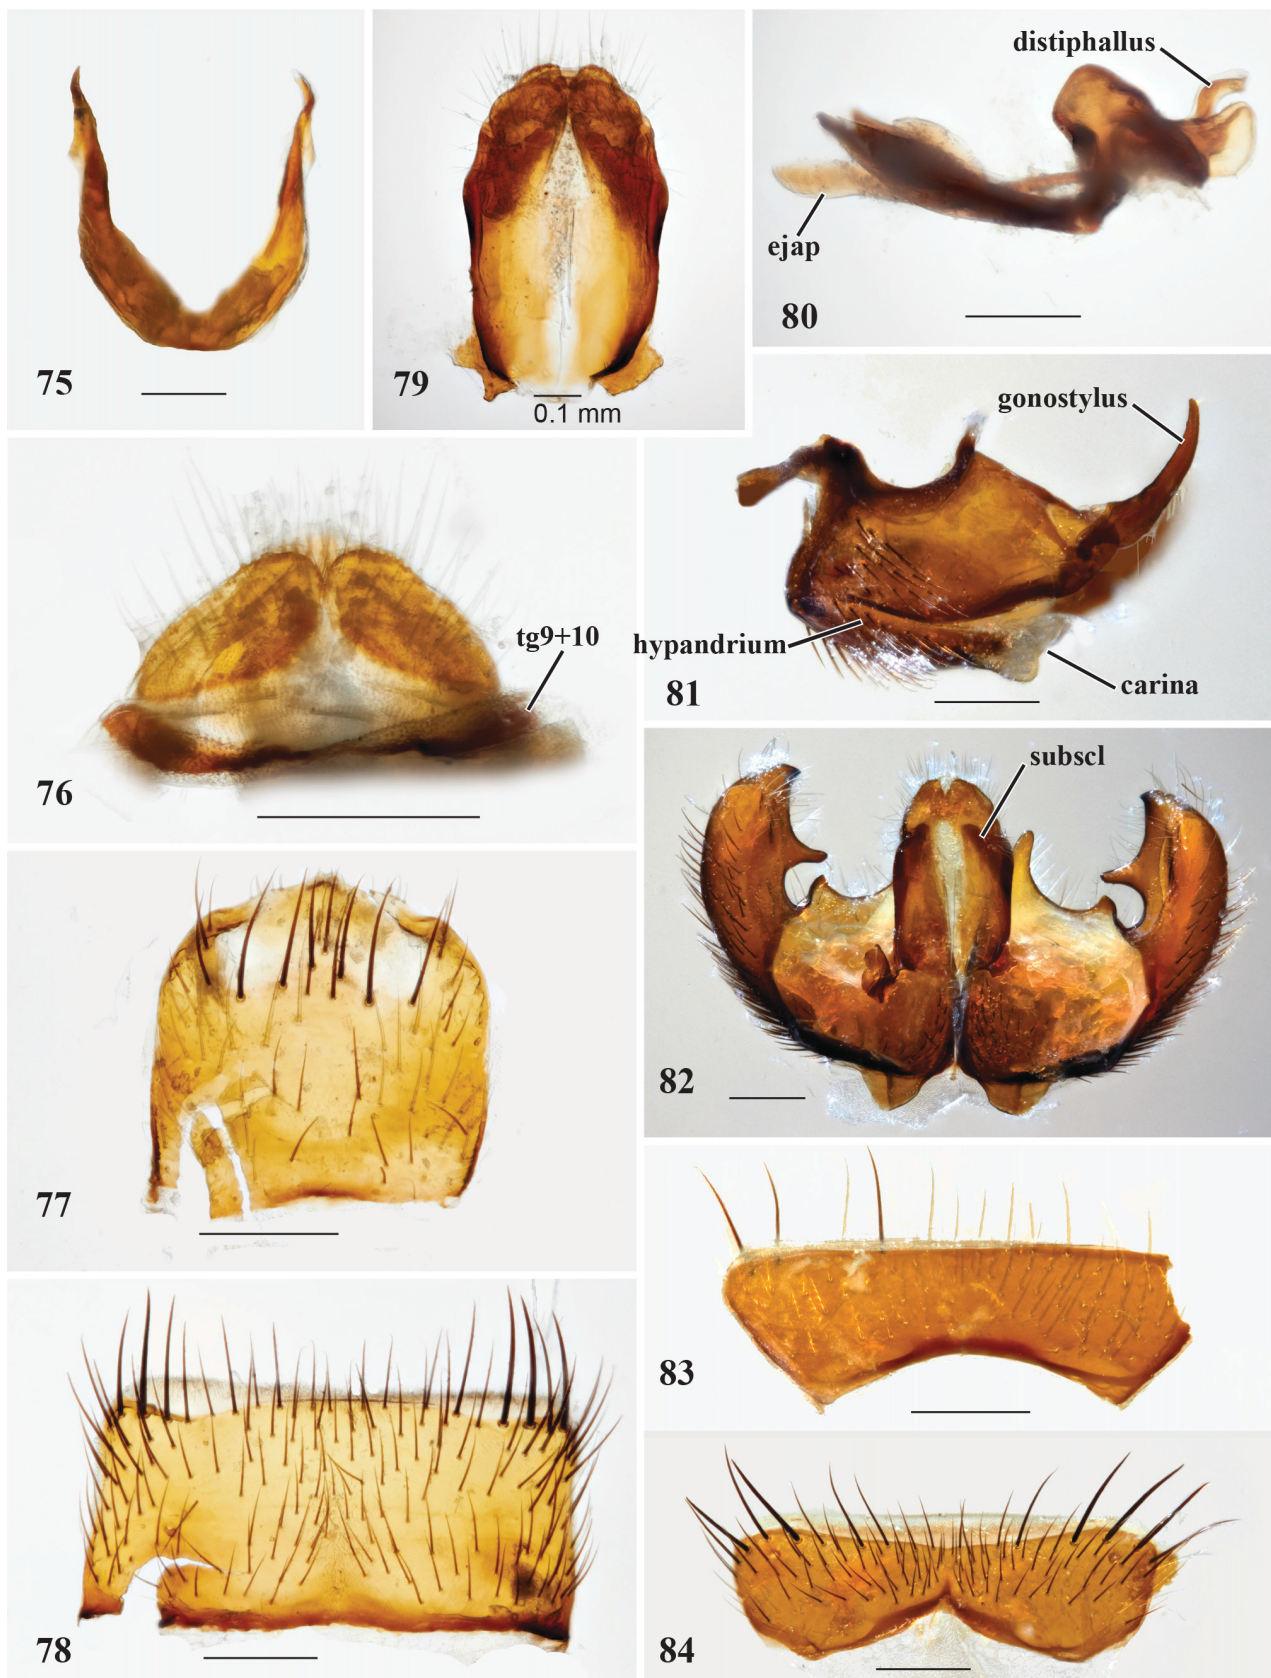 75
79
0.1 mm
distiphallus
ejap
80
gonostylus
hypandrium
81
carina
tg9+10
76
subscl
82
77
83
78
84